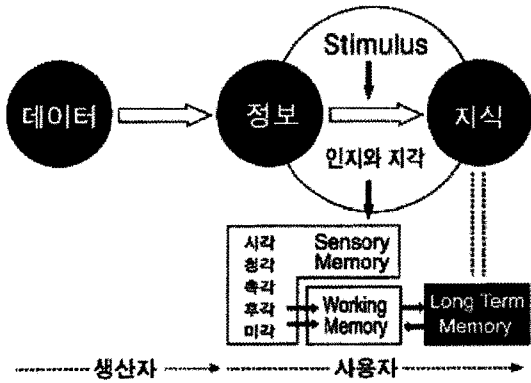 Stimulus
데이터
정보
지식
인지와 지각
시각
청각
촉각
후각
미각
Sensory
Memory
Working
Memory
Long Term
Memory
생산자
사용자